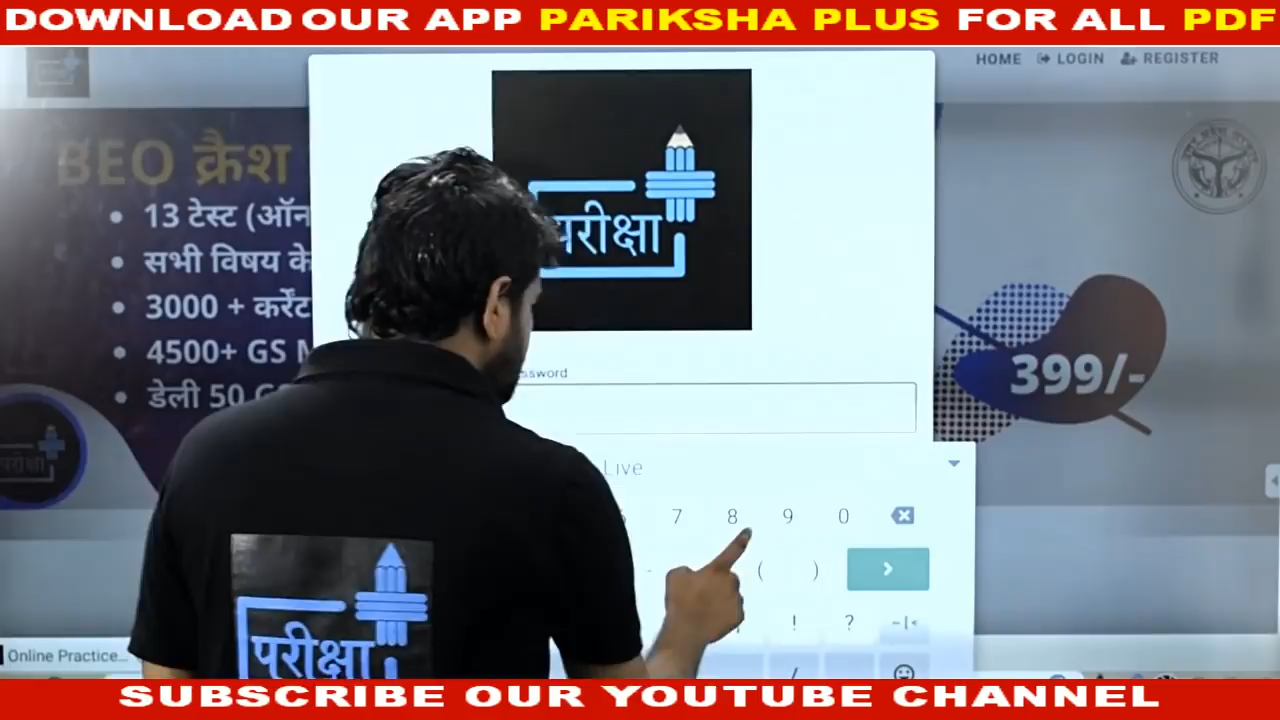 DOWNLOAD OUR APP PARIKSHA PLUS FOR ALL PDF
HOME LOGIN REGISTER
BEO क्रैश
13 टेस्ट (ऑन
सभी विषय के
3000 + करेंट
4500+ GS
डेली 50
परीक्षा
399/-
ssword
Live
7 8 9 0
- ( )
! ?
/
परीक्षा
परीक्षा
Online Practice...
SUBSCRIBE OUR YOUTUBE CHANNEL